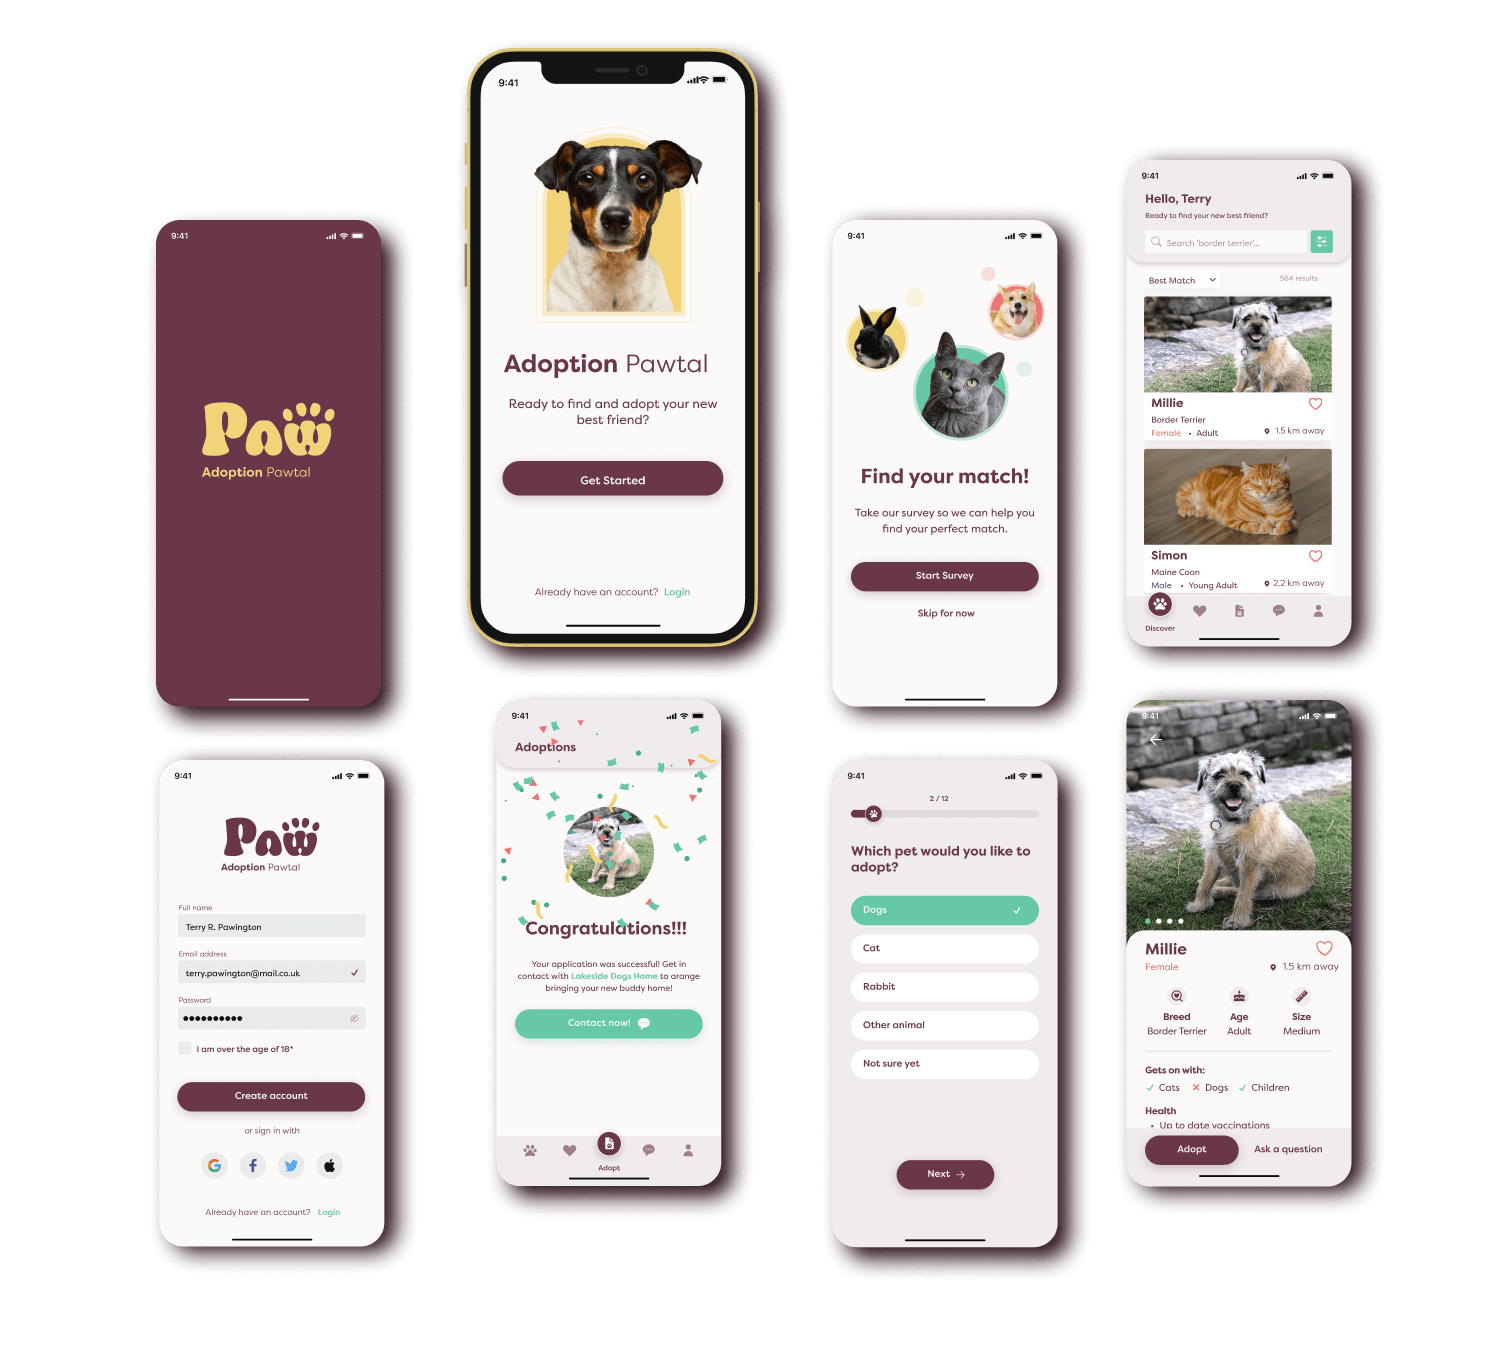 9:41
Paw
Adoption Pawtal
9:41
Adoption Pawtal
Ready to find and adopt your new
best friend?
Get Started
Already have an account? Login
9:41
Find your match!
Take our survey so we can help you
find your perfect match.
Start Survey
Skip for now
9:41
Hello, Terry
Ready to find your new best friend?
Search 'border terrier'...
Best Match
564 results
Millie
Border Terrier
Female • Adult
1.5 km away
Simon
Maine Coon
Male • Young Adult
2.2 km away
Discover
9:41
Paw
Adoption Pawtal
Full name
Terry R. Pawington
Email address
terry.pawington@mail.co.uk
Password
●●●●●●●●●●
I am over the age of 18*
Create account
or sign in with
Already have an account? Login
9:41
Adoptions
Congratulations!!!
Your application was successful! Get in
contact with Lakeside Dogs Home to arange
bringing your new buddy home!
Contact now!
Adopt
9:41
2 / 12
Which pet would you like to
adopt?
Dogs
Cat
Rabbit
Other animal
Not sure yet
Next →
9:41
Millie
Female
1.5 km away
Breed
Border Terrier
Age
Adult
Size
Medium
Gets on with:
✓ Cats ✕ Dogs ✓ Children
Health
• Up to date vaccinations
Adopt
Ask a question